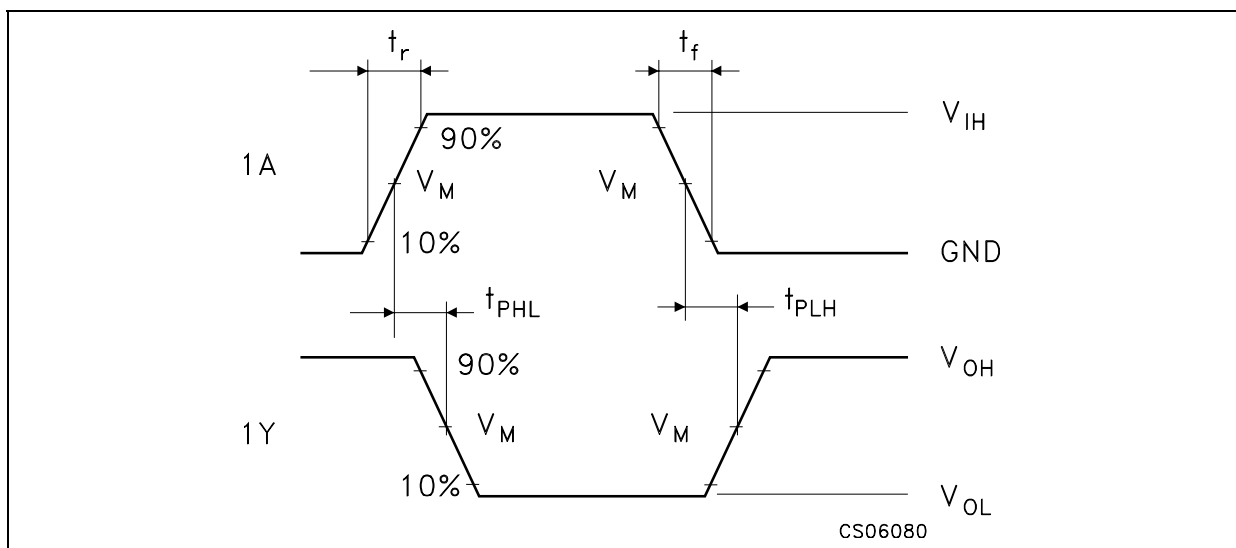 t_r t_f
V_IH
90%
1A V_M V_M
10% GND
t_PHL t_PLH
90% V_OH
1Y V_M V_M
10%
V_OL
CS06080